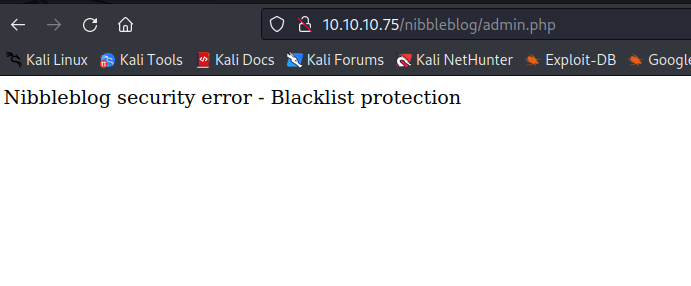 10.10.10.75/nibbleblog/admin.php
Kali Linux Kali Tools Kali Docs Kali Forums Kali NetHunter Exploit-DB Google
Nibbleblog security error - Blacklist protection